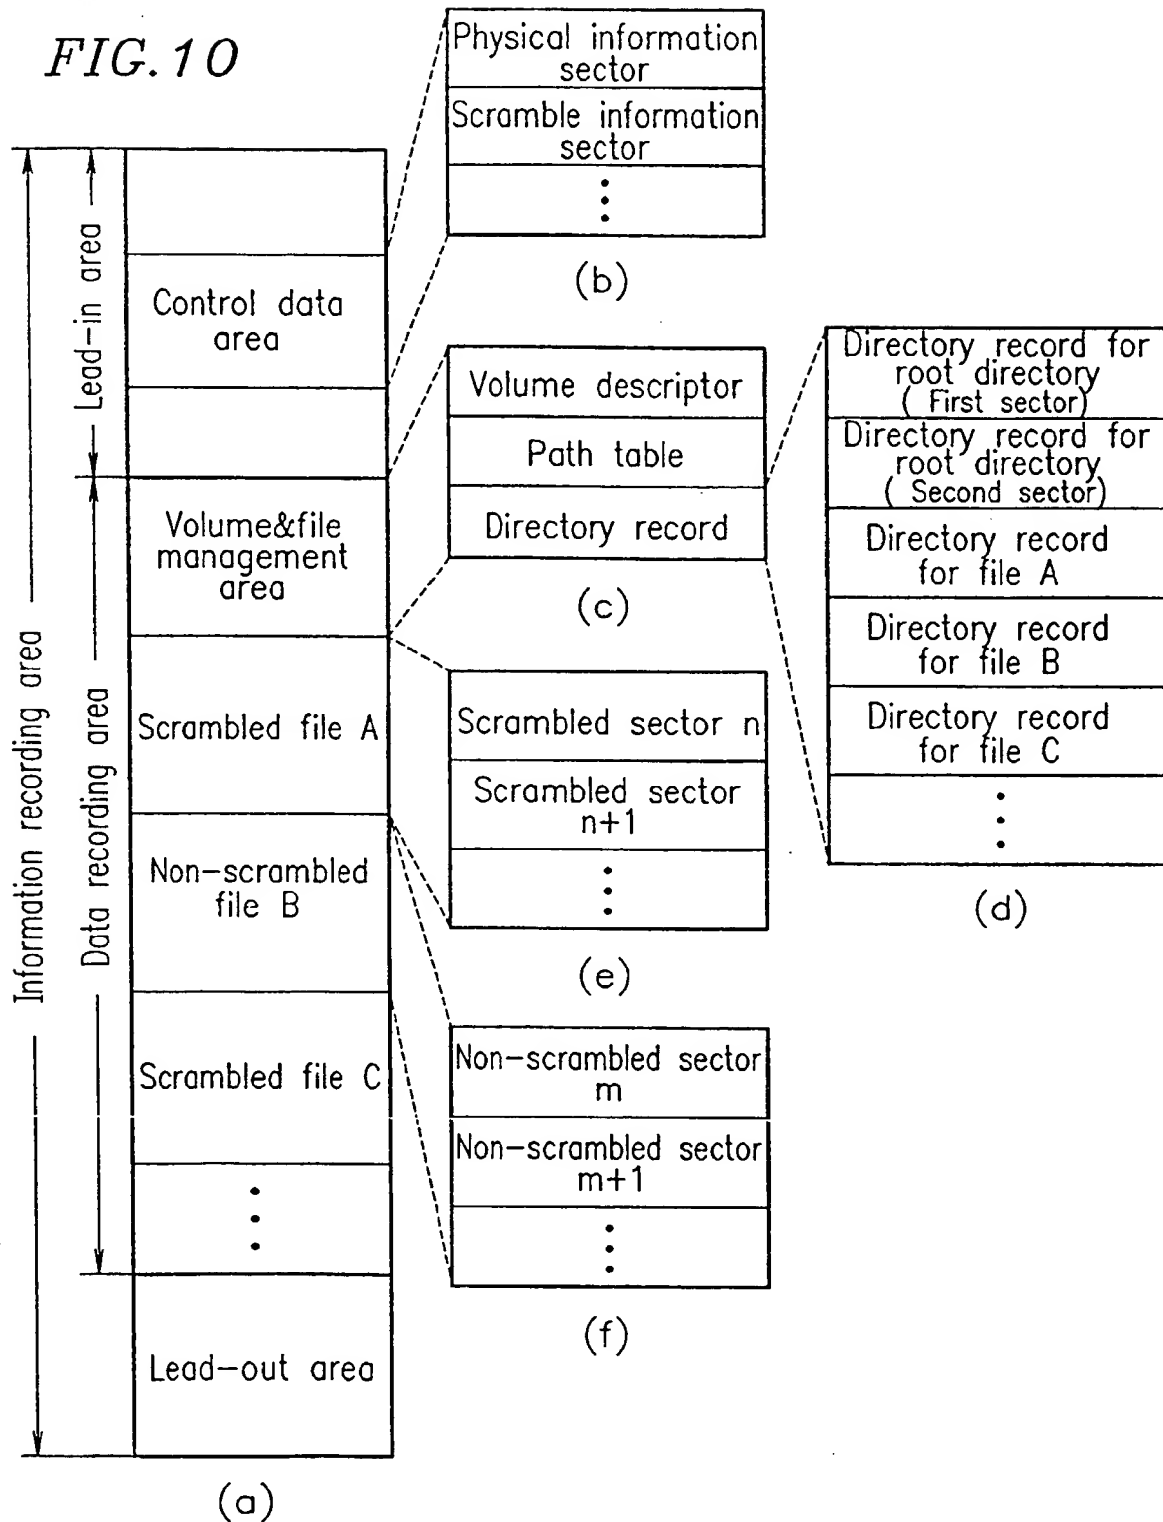 FIG.10
Information recording area
Lead-in area
Data recording area
Control data
area
Volume&file
management
area
Scrambled file A
Non-scrambled
file B
Scrambled file C
Lead-out area
(a)
Physical information
sector
Scramble information
sector
(b)
Volume descriptor
Path table
Directory record
(c)
Directory record for
root directory
( First sector)
Directory record for
root directory
( Second sector)
Directory record
for file A
Directory record
for file B
Directory record
for file C
(d)
Scrambled sector n
Scrambled sector
n+1
(e)
Non-scrambled sector
m
Non-scrambled sector
m+1
(f)